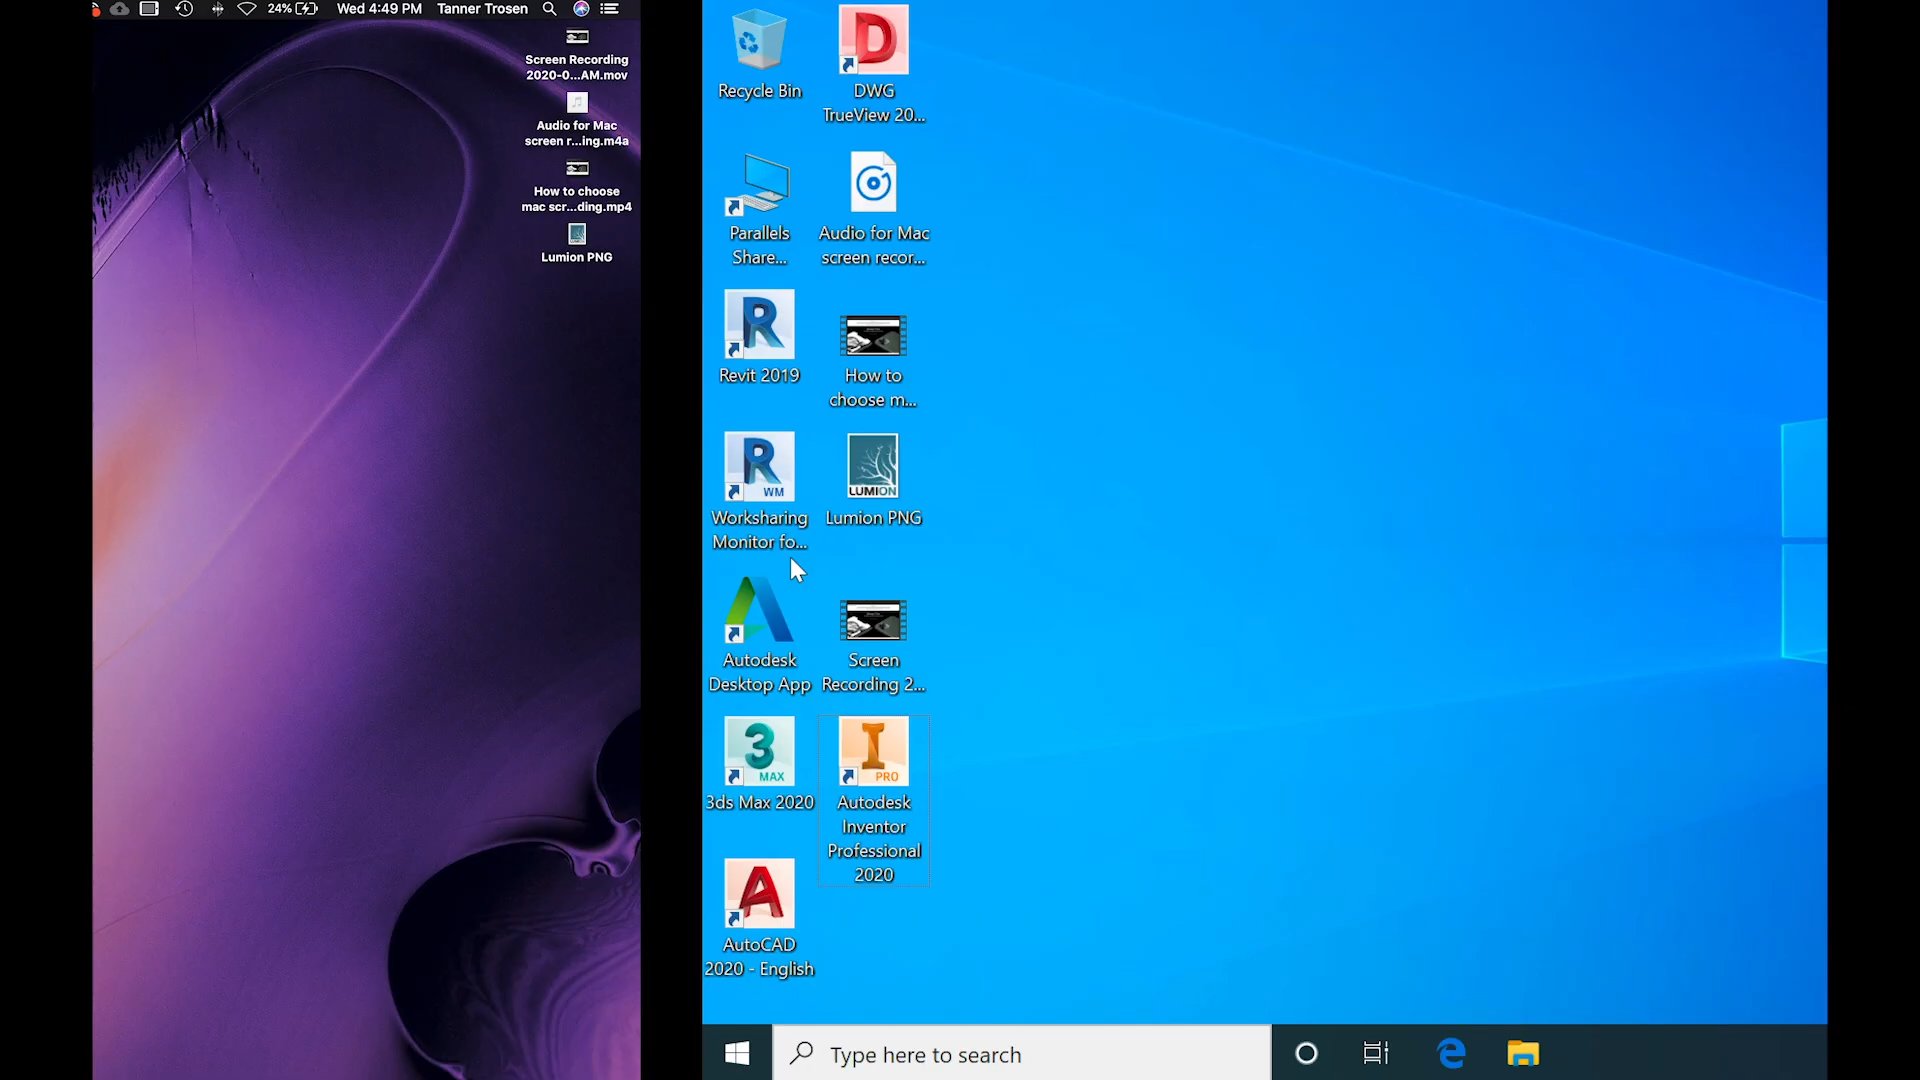 24%
Wed 4:49 PM
Tanner Trosen
Screen Recording
2020-0...AM.mov
Audio for Mac
screen r...ing.m4a
How to choose
mac scr...ding.mp4
Lumion PNG
Recycle Bin
DWG
TrueView 20...
Parallels
Share...
Audio for Mac
screen recor...
Revit 2019
How to
choose m...
WM
Worksharing
Monitor fo...
LUMION
Lumion PNG
Autodesk
Desktop App
Screen
Recording 2...
3
MAX
3ds Max 2020
I
PRO
Autodesk
Inventor
Professional
2020
AutoCAD
2020 - English
Type here to search